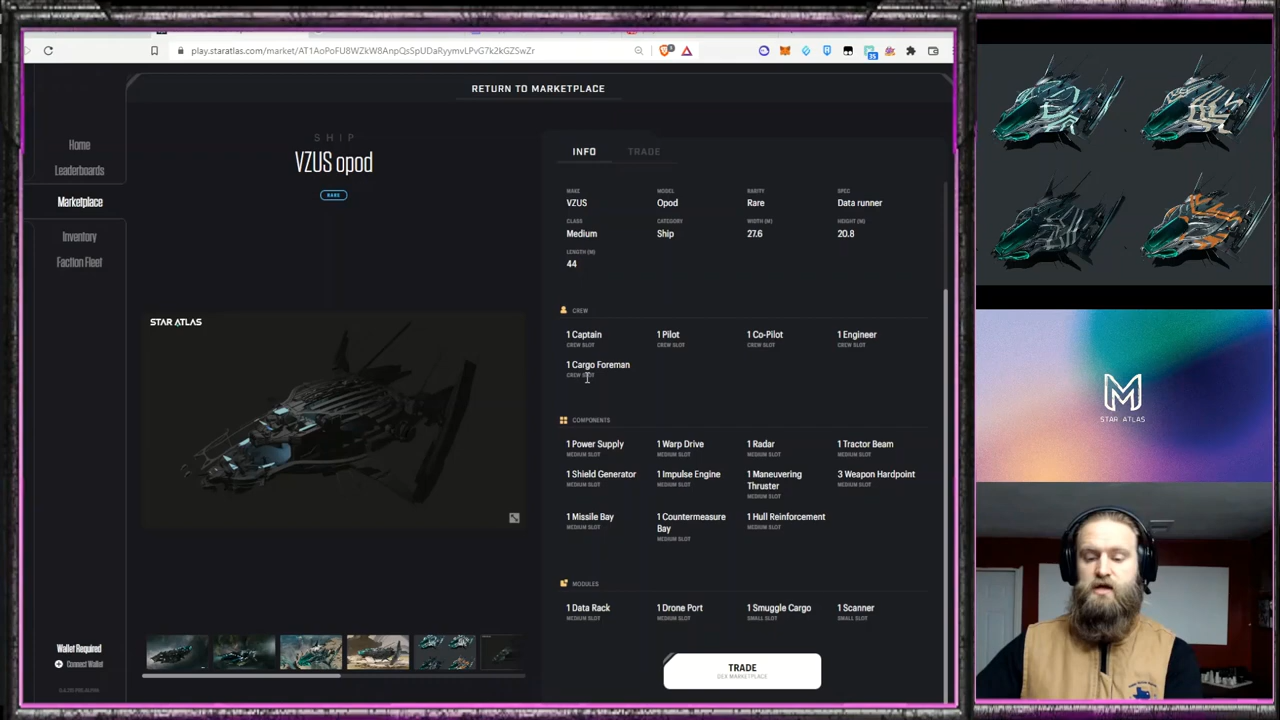 play.staratlas.com/market/AT1AoPoFU8WZkW8AnpQsSpUDaRyymvLPvG7k2kGZSwZr
25
RETURN TO MARKETPLACE
Home
Leaderboards
Marketplace
Inventory
Faction Fleet
SHIP
VZUS opod
RARE
STAR ATLAS
INFO
TRADE
MAKE
MODEL
RARITY
SPEC
VZUS
Opod
Rare
Data runner
CLASS
CATEGORY
WIDTH (M)
HEIGHT (M)
Medium
Ship
27.6
20.8
LENGTH (M)
44
CREW
1 Captain
1 Pilot
1 Co-Pilot
1 Engineer
CREW SLOT
CREW SLOT
CREW SLOT
CREW SLOT
1 Cargo Foreman
CREW SLOT
COMPONENTS
1 Power Supply
1 Warp Drive
1 Radar
1 Tractor Beam
MEDIUM SLOT
MEDIUM SLOT
MEDIUM SLOT
MEDIUM SLOT
1 Shield Generator
1 Impulse Engine
1 Maneuvering
Thruster
3 Weapon Hardpoint
MEDIUM SLOT
MEDIUM SLOT
MEDIUM SLOT
MEDIUM SLOT
1 Missile Bay
1 Countermeasure
Bay
1 Hull Reinforcement
MEDIUM SLOT
MEDIUM SLOT
MEDIUM SLOT
MODULES
1 Data Rack
1 Drone Port
1 Smuggle Cargo
1 Scanner
MEDIUM SLOT
MEDIUM SLOT
SMALL SLOT
SMALL SLOT
TRADE
DEX MARKETPLACE
Wallet Required
Connect Wallet
M
STAR ATLAS